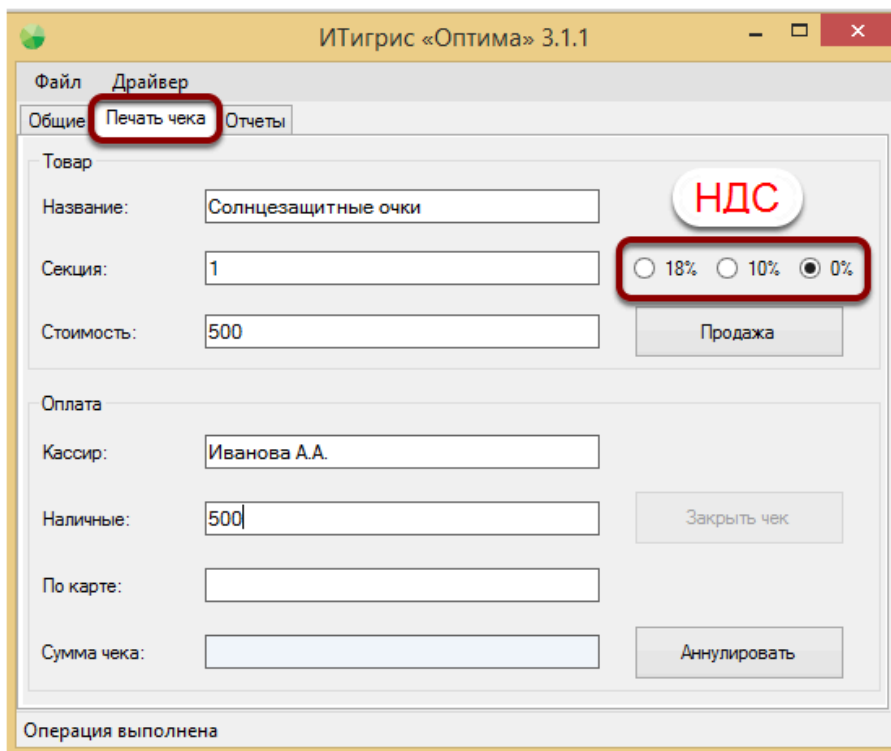 ИТигрис «Оптима» 3.1.1
Файл Драйвер
Общие Печать чека Отчеты
Товар
Название: Солнцезащитные очки
НДС
Секция: 1 18% 10% 0%
Стоимость: 500 Продажа
Оплата
Кассир: Иванова А.А.
Наличные: 500 Закрыть чек
По карте:
Сумма чека: Аннулировать
Операция выполнена